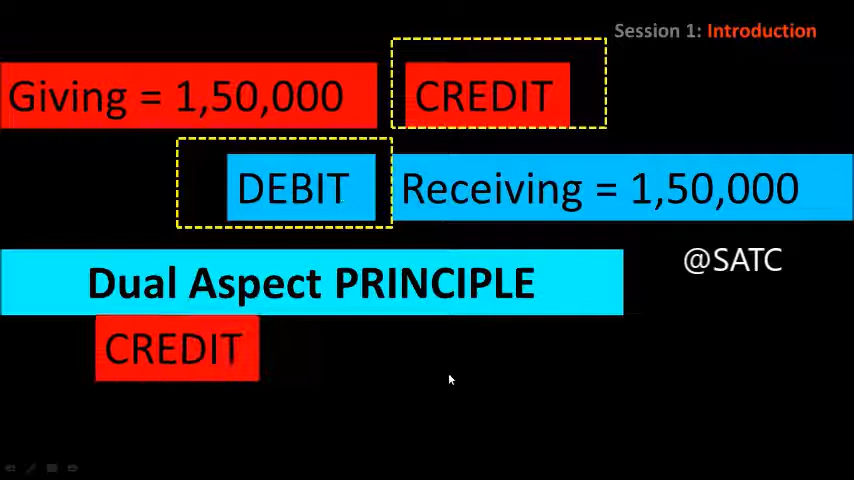 Session 1: Introduction
Giving = 1,50,000 CREDIT
DEBIT Receiving = 1,50,000
@SATC
Dual Aspect PRINCIPLE
CREDIT